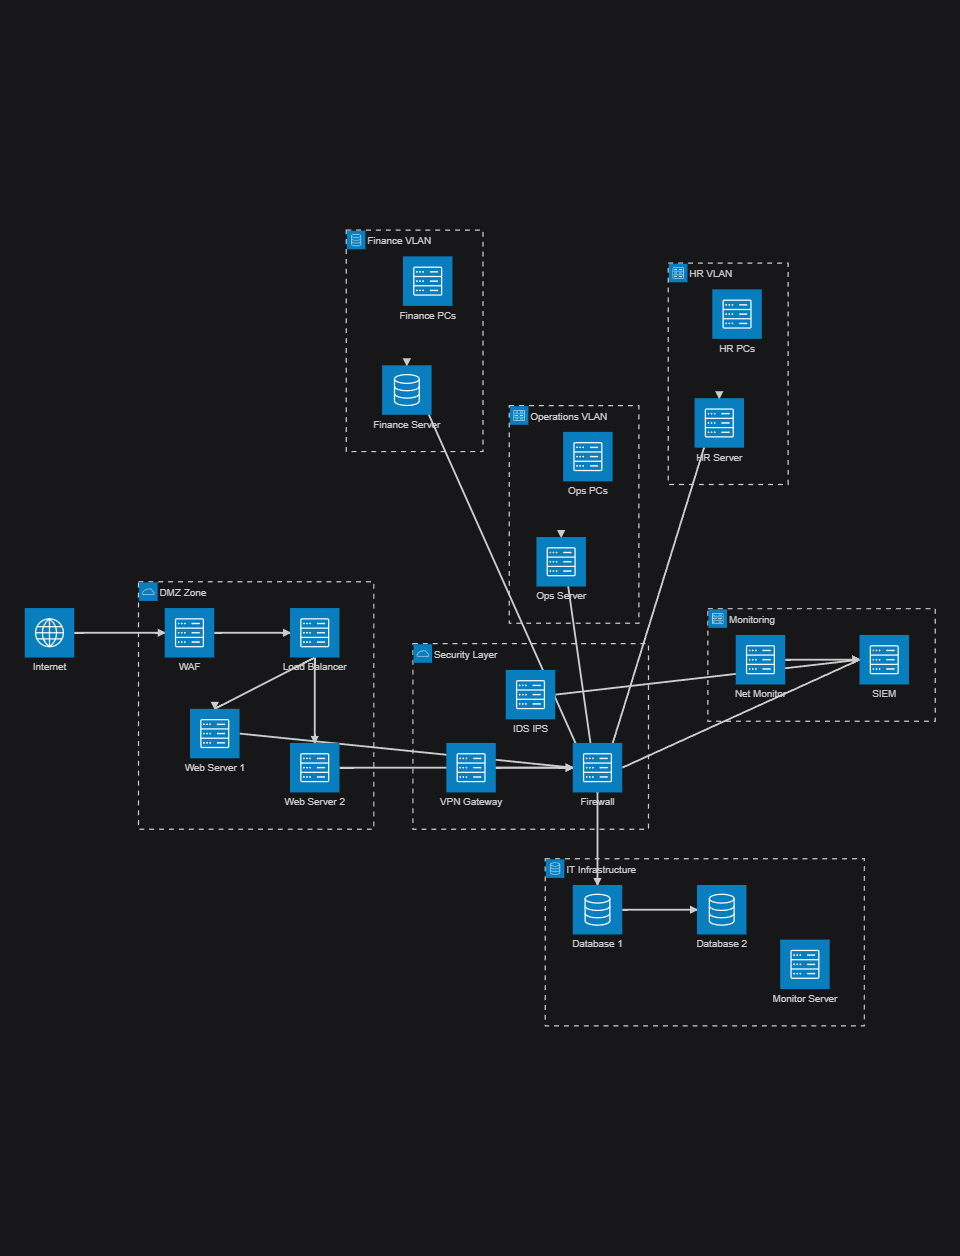 Finance VLAN
Finance PCs
Finance Server
HR VLAN
HR PCs
HR Server
Operations VLAN
Ops PCs
Ops Server
DMZ Zone
Internet
WAF
Load Balancer
Web Server 1
Web Server 2
Security Layer
IDS IPS
VPN Gateway
Firewall
Monitoring
Net Monitor
SIEM
IT Infrastructure
Database 1
Database 2
Monitor Server